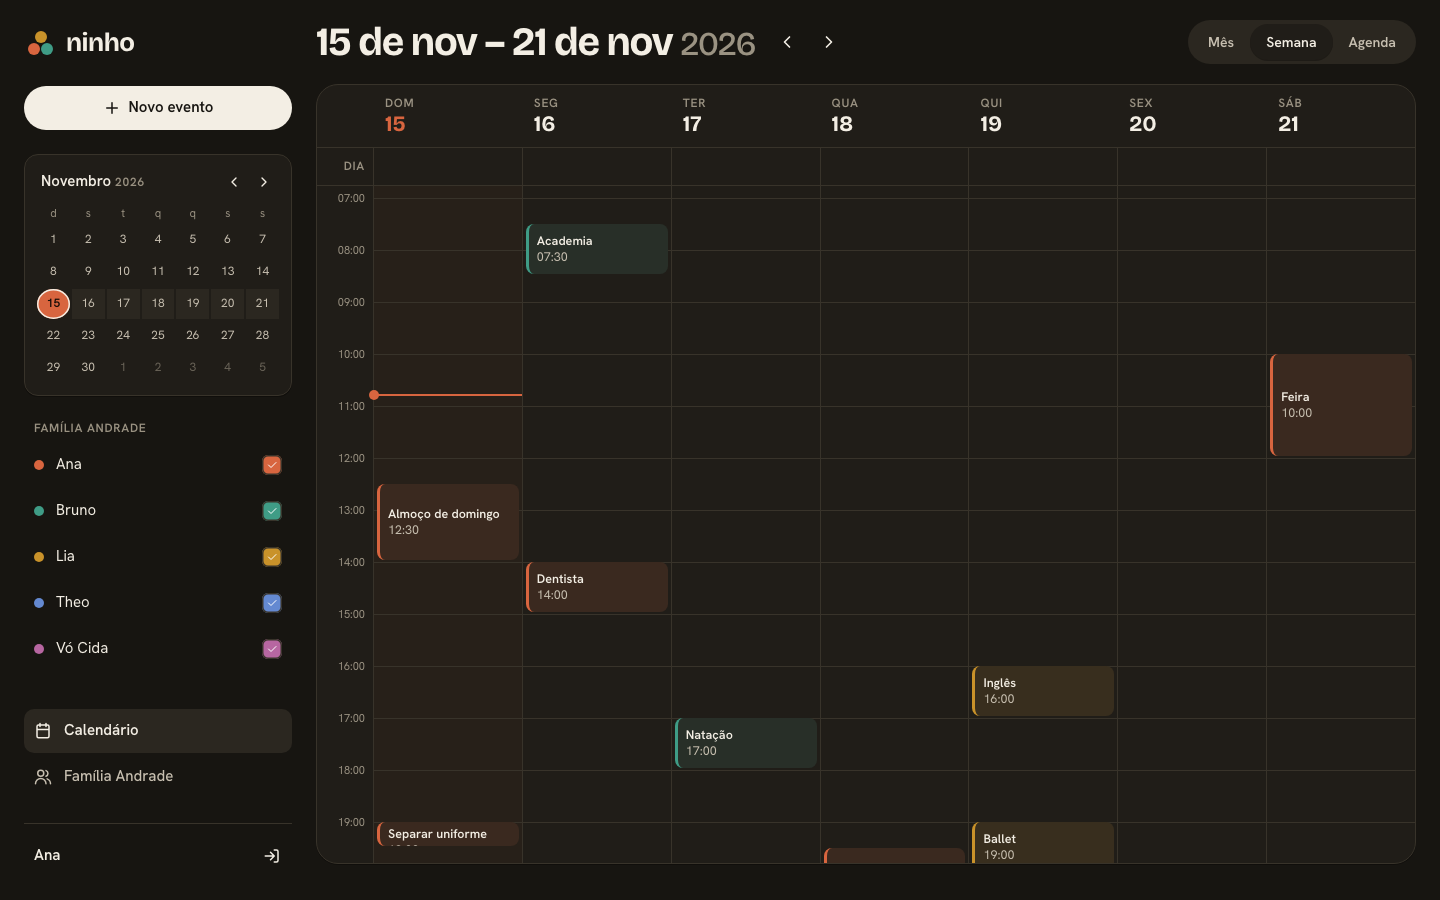 ninho
Novo evento
Novembro 2026
d s t q q s s
1 2 3 4 5 6 7
8 9 10 11 12 13 14
15 16 17 18 19 20 21
22 23 24 25 26 27 28
29 30 1 2 3 4 5
FAMÍLIA ANDRADE
Ana
Bruno
Lia
Theo
Vó Cida
Calendário
Família Andrade
Ana
15 de nov – 21 de nov 2026
Mês Semana Agenda
DOM SEG TER QUA QUI SEX SÁB
15 16 17 18 19 20 21
DIA
07:00
Academia
07:30
08:00
09:00
10:00
Feira
10:00
11:00
12:00
Almoço de domingo
12:30
13:00
14:00
Dentista
14:00
15:00
16:00
Inglês
16:00
17:00
Natação
17:00
18:00
19:00
Separar uniforme
Ballet
19:00